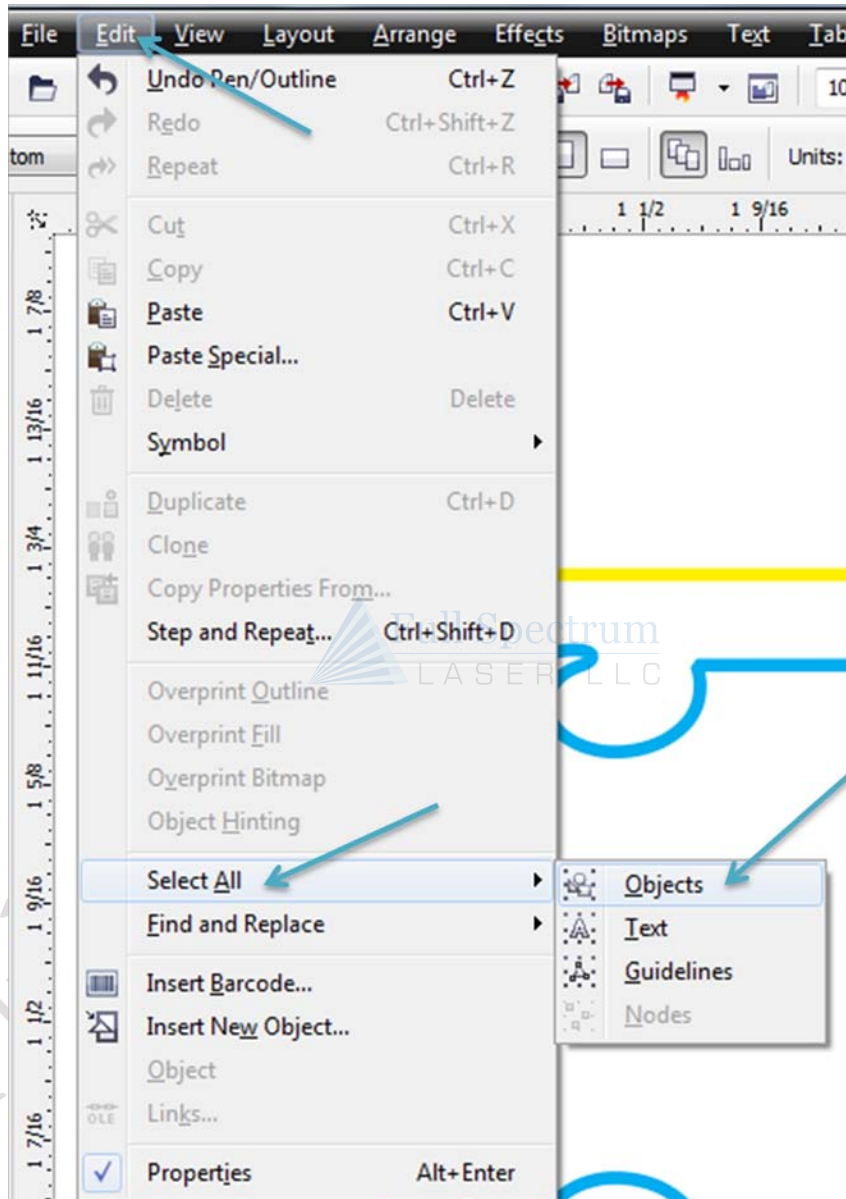 File Edit View Layout Arrange Effects Bitmaps Text Tab
Undo Pen/Outline Ctrl+Z
10
Redo Ctrl+Shift+Z
tom
Repeat Ctrl+R
Units:
1 1/2 1 9/16
Cut Ctrl+X
Copy Ctrl+C
1 7/8
Paste Ctrl+V
Paste Special...
Delete Delete
1 13/16
Symbol
Duplicate Ctrl+D
1 3/4
Clone
Copy Properties From...
Step and Repeat... Ctrl+Shift+D
Full Spectrum
LASER LLC
1 11/16
Overprint Outline
Overprint Fill
Overprint Bitmap
1 5/8
Object Hinting
Select All
Objects
1 9/16
Find and Replace
Text
Insert Barcode...
Guidelines
1 1/2
Insert New Object...
Nodes
Object
OLE Links...
1 7/16
Properties Alt+Enter